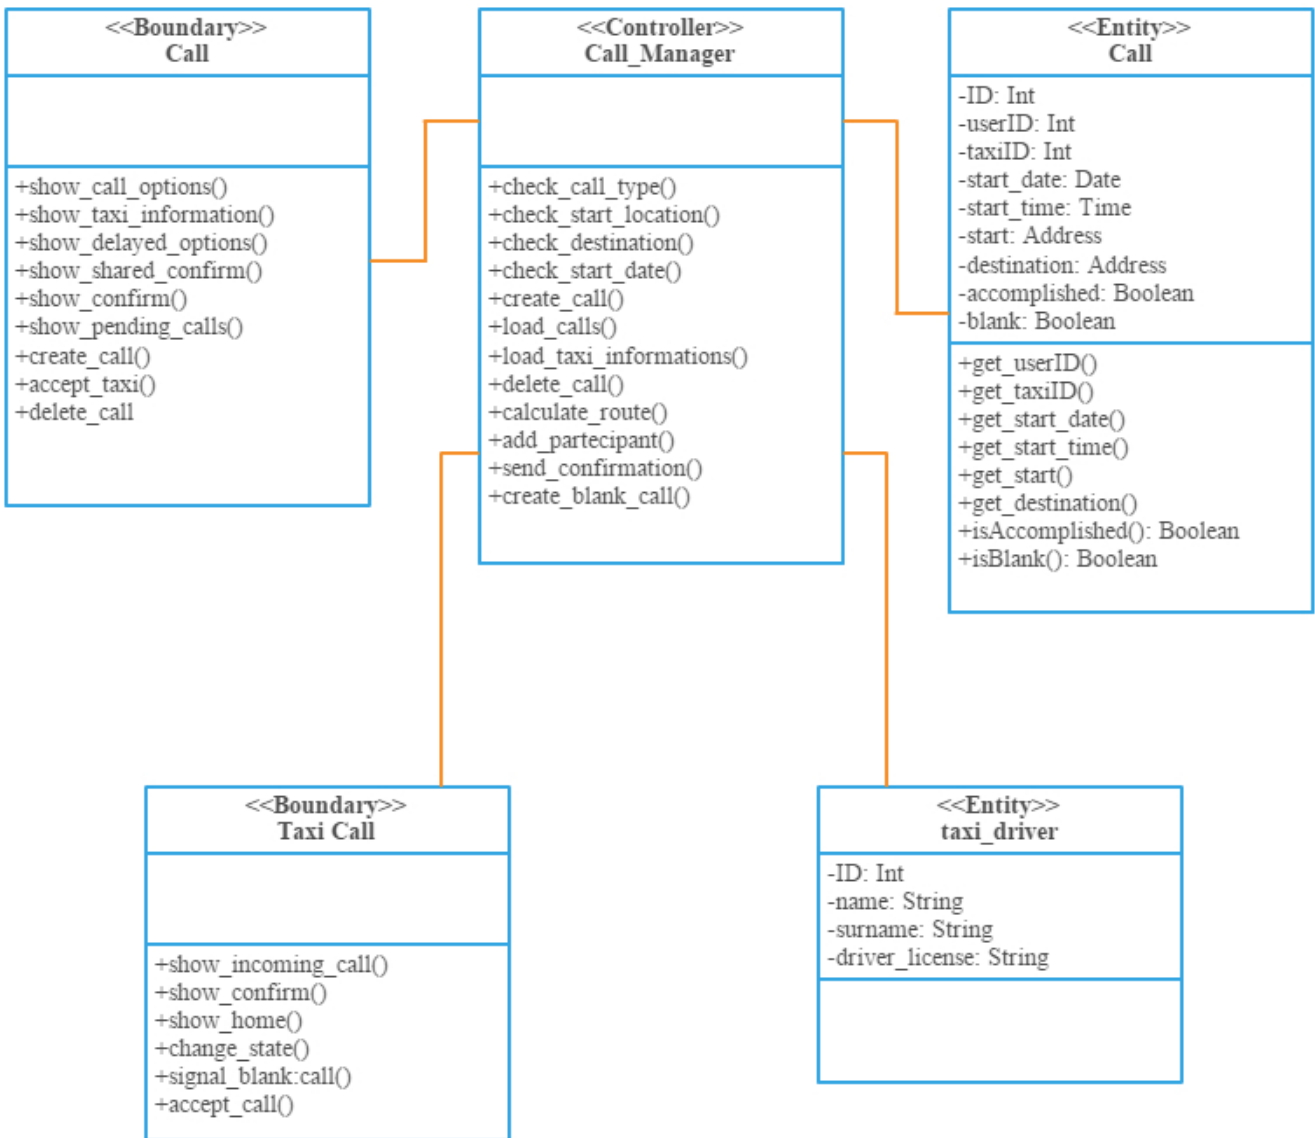 <<Boundary>>
Call
+show_call_options()
+show_taxi_information()
+show_delayed_options()
+show_shared_confirm()
+show_confirm()
+show_pending_calls()
+create_call()
+accept_taxi()
+delete_call
<<Controller>>
Call_Manager
+check_call_type()
+check_start_location()
+check_destination()
+check_start_date()
+create_call()
+load_calls()
+load_taxi_informations()
+delete_call()
+calculate_route()
+add_partecipant()
+send_confirmation()
+create_blank_call()
<<Entity>>
Call
-ID: Int
-userID: Int
-taxiID: Int
-start_date: Date
-start_time: Time
-start: Address
-destination: Address
-accomplished: Boolean
-blank: Boolean
+get_userID()
+get_taxiID()
+get_start_date()
+get_start_time()
+get_start()
+get_destination()
+isAccomplished(): Boolean
+isBlank(): Boolean
<<Boundary>>
Taxi Call
+show_incoming_call()
+show_confirm()
+show_home()
+change_state()
+signal_blank:call()
+accept_call()
<<Entity>>
taxi_driver
-ID: Int
-name: String
-surname: String
-driver_license: String